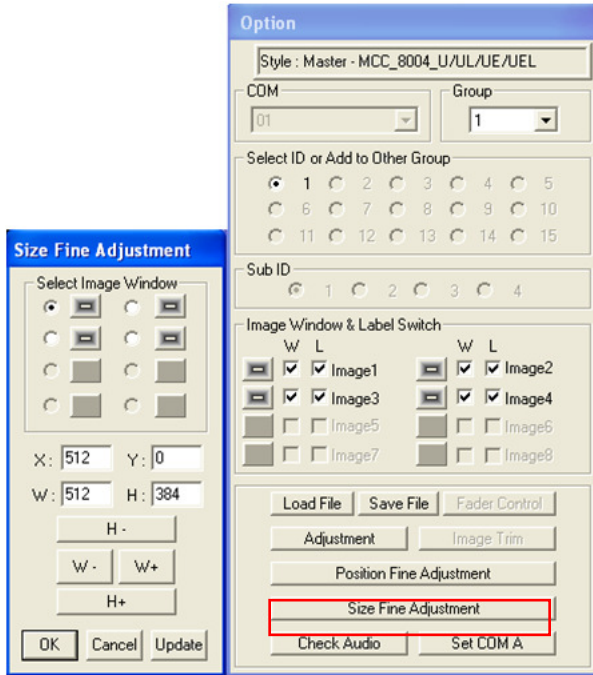 Size Fine Adjustment
Select Image Window
X: 512 Y: 0
W: 512 H: 384
H -
W - W+
H+
OK Cancel Update
Option
Style : Master - MCC_8004_U/UL/UE/UEL
COM Group
01 1
Select ID or Add to Other Group
1 2 3 4 5
6 7 8 9 10
11 12 13 14 15
Sub ID
1 2 3 4
Image Window & Label Switch
W L W L
Image1 Image2
Image3 Image4
Image5 Image6
Image7 Image8
Load File Save File Fader Control
Adjustment Image Trim
Position Fine Adjustment
Size Fine Adjustment
Check Audio Set COM A